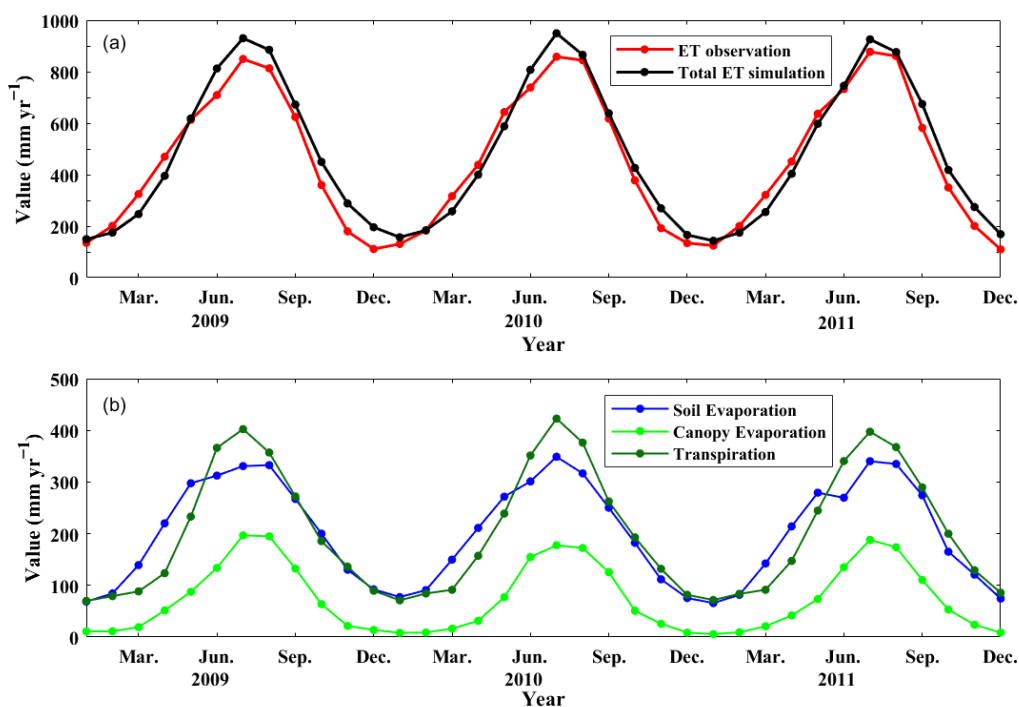 (a)
Value (mm yr−1)
1000
800
600
400
200
0
ET observation
Total ET simulation
Mar. Jun. Sep. Dec. Mar. Jun. Sep. Dec. Mar. Jun. Sep. Dec.
2009 2010 2011
Year
(b)
Value (mm yr−1)
500
400
300
200
100
0
Soil Evaporation
Canopy Evaporation
Transpiration
Mar. Jun. Sep. Dec. Mar. Jun. Sep. Dec. Mar. Jun. Sep. Dec.
2009 2010 2011
Year